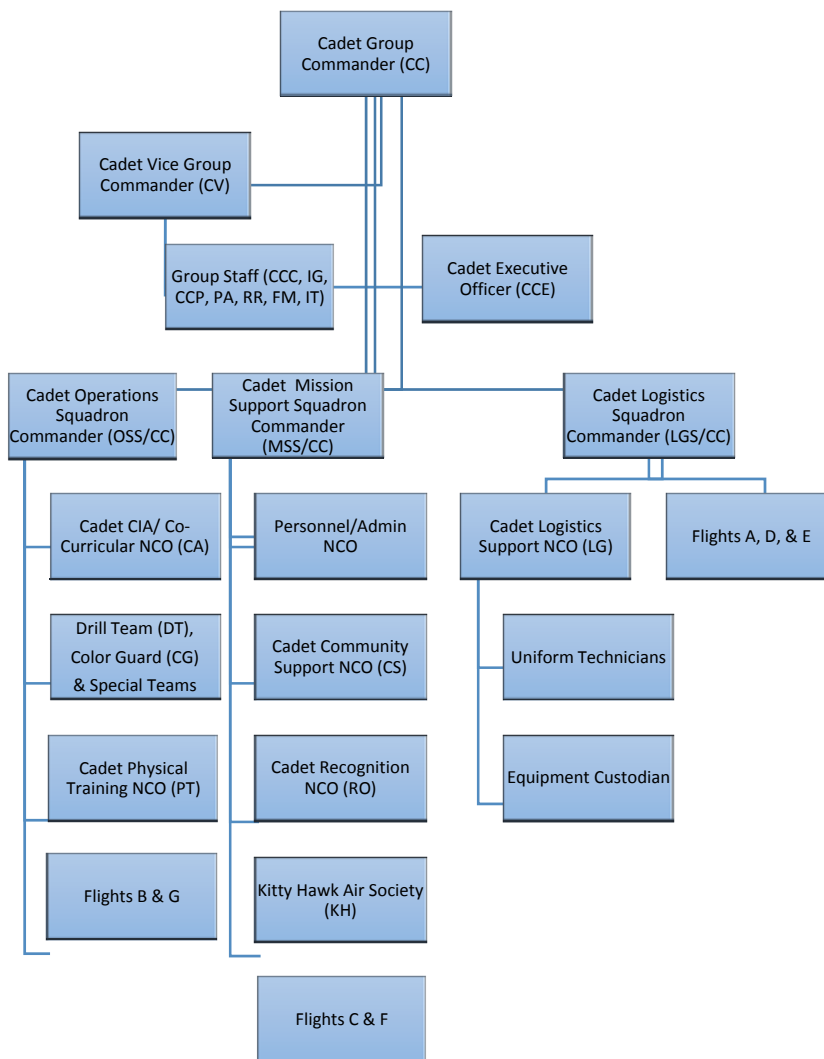 Cadet Group
Commander (CC)
Cadet Vice Group
Commander (CV)
Group Staff (CCC, IG,
CCP, PA, RR, FM, IT)
Cadet Executive
Officer (CCE)
Cadet Operations
Squadron
Commander (OSS/CC)
Cadet Mission
Support Squadron
Commander
(MSS/CC)
Cadet Logistics
Squadron
Commander (LGS/CC)
Cadet CIA/ Co-
Curricular NCO (CA)
Personnel/Admin
NCO
Cadet Logistics
Support NCO (LG)
Flights A, D, & E
Drill Team (DT),
Color Guard (CG)
& Special Teams
Cadet Community
Support NCO (CS)
Uniform Technicians
Cadet Physical
Training NCO (PT)
Cadet Recognition
NCO (RO)
Equipment Custodian
Flights B & G
Kitty Hawk Air Society
(KH)
Flights C & F